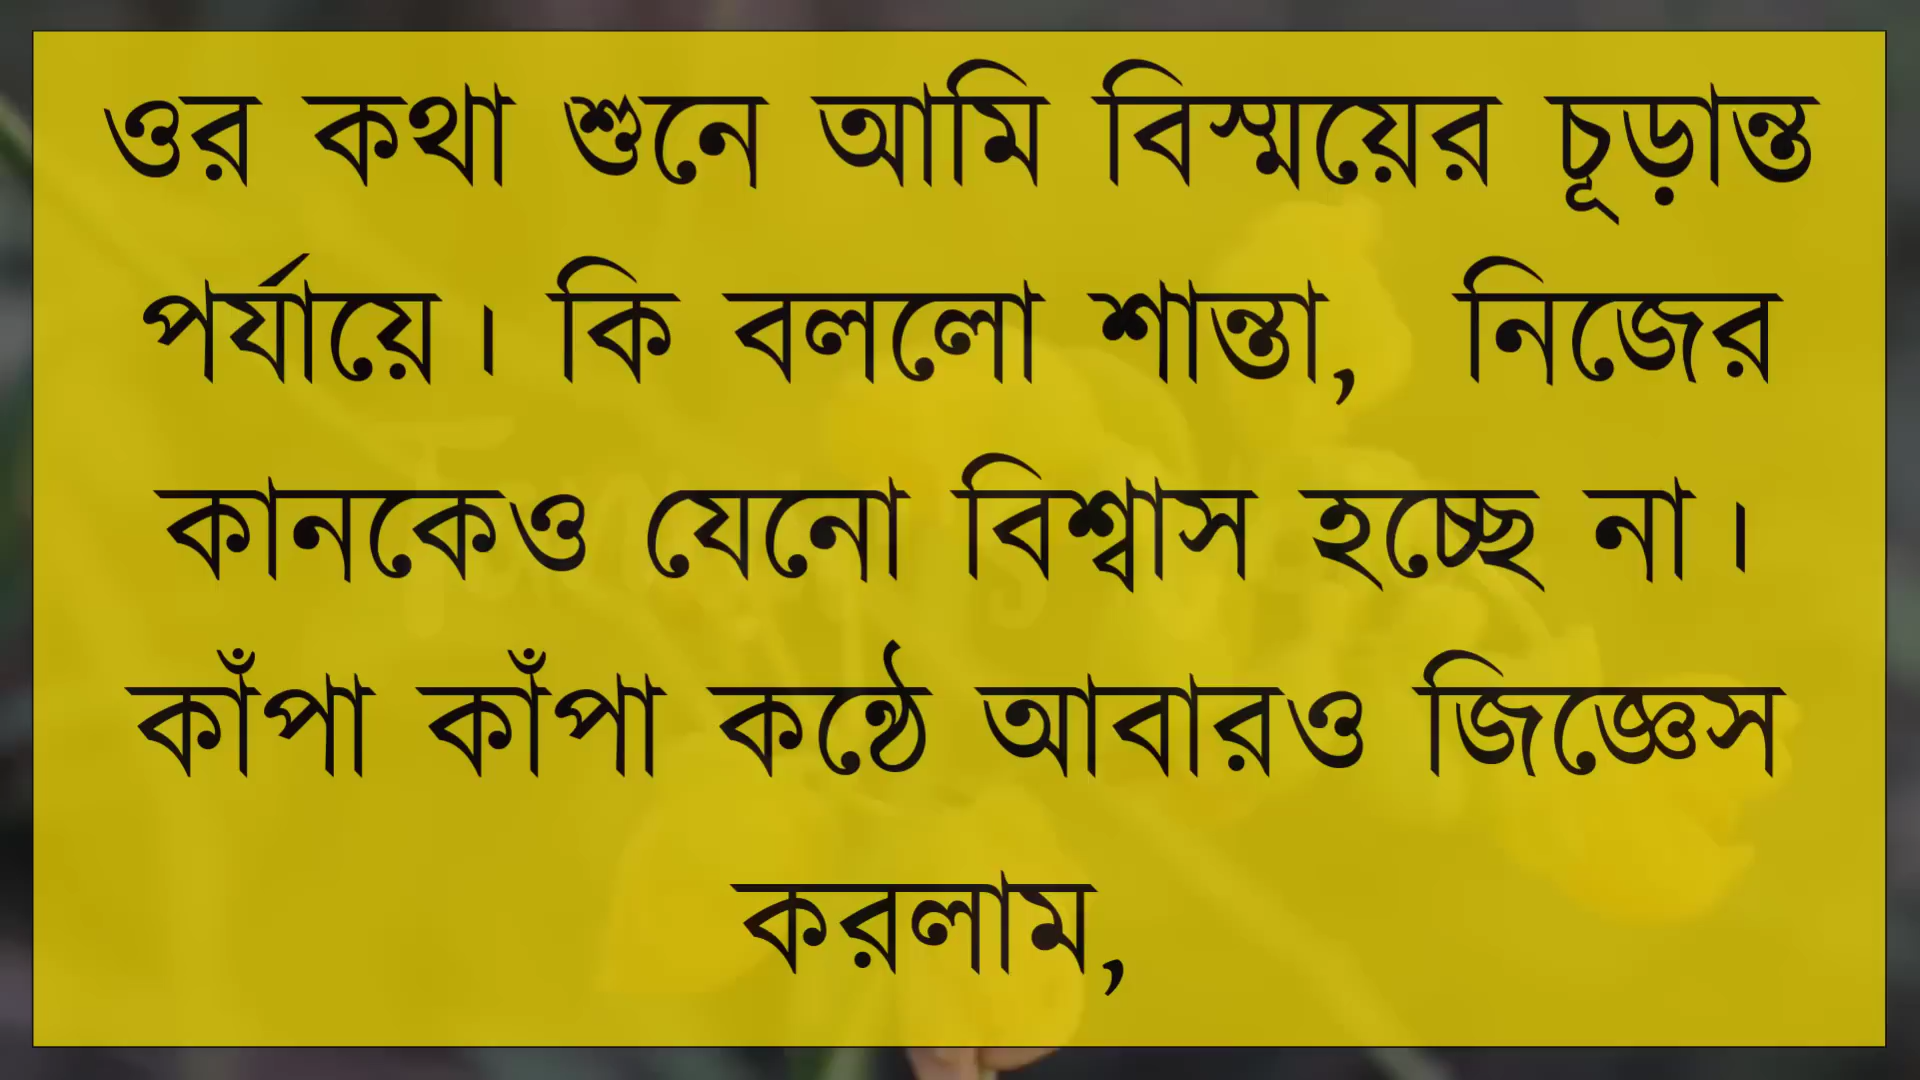 ওর কথা শুনে আমি বিস্ময়ের চূড়ান্ত
পর্যায়ে। কি বললো শান্তা, নিজের
কানকেও যেনো বিশ্বাস হচ্ছে না।
কাঁপা কাঁপা কন্ঠে আবারও জিজ্ঞেস
করলাম,